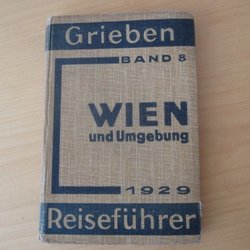 Grieben
BAND 8
WIEN
und Umgebung
1929
Reiseführer